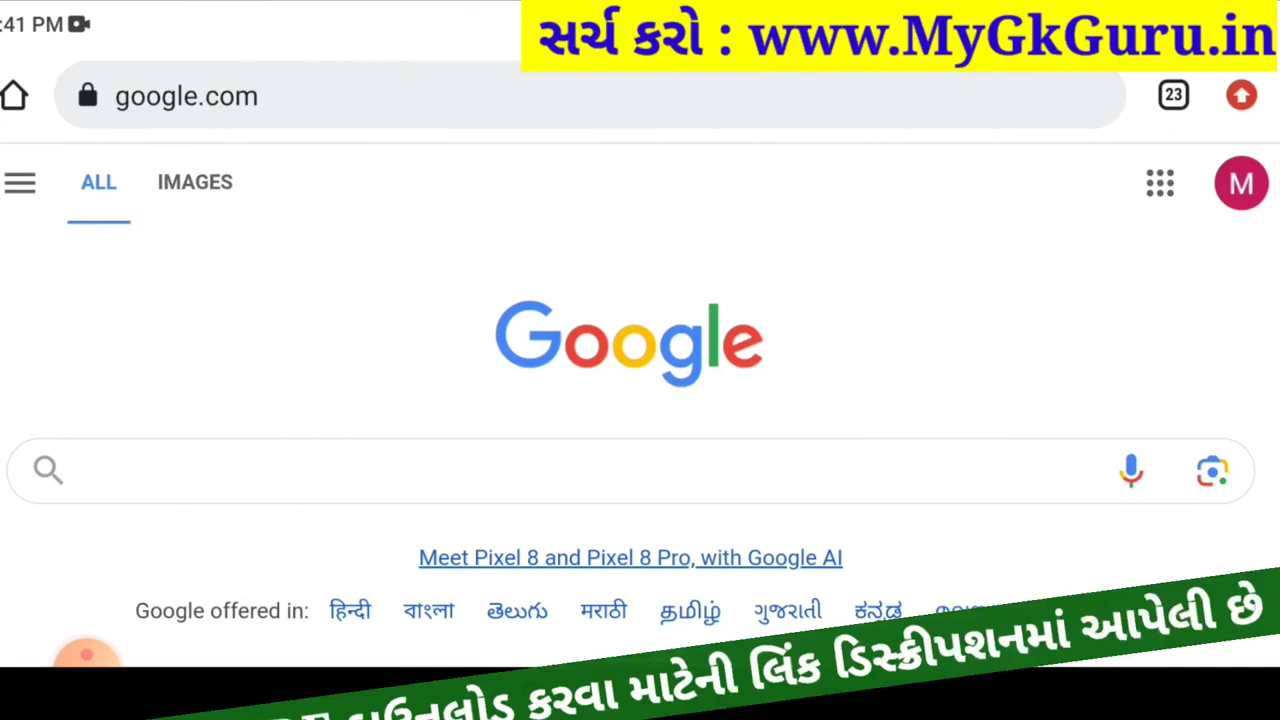 :41 PM
સર્ચ કરો : www.MyGkGuru.in
google.com
23
ALL IMAGES
M
Google
Meet Pixel 8 and Pixel 8 Pro, with Google AI
Google offered in: हिन्दी বাংলা తెలుగు मराठी தமிழ் ગુજરાતી ಕನ್ನಡ
ડાઉનલોડ કરવા માટેની લિંક ડિસ્ક્રીપશનમાં આપેલી છે